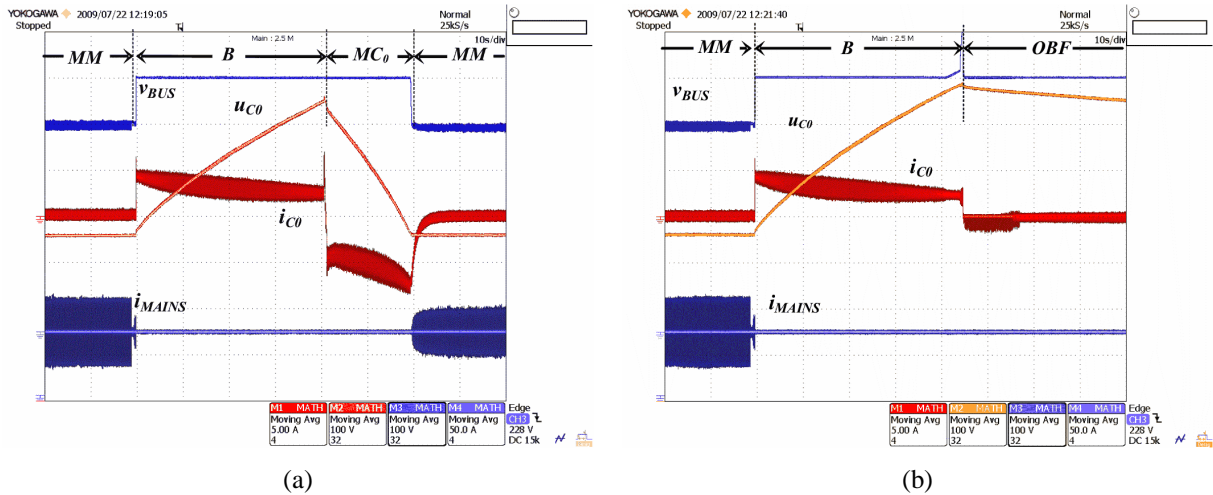 YOKOGAWA 2009/07/22 12:19:05
Stopped
Normal
25kS/s
Main : 2.5 M
10s/div
MM
B
MC0
MM
vBUS
uC0
iC0
iMAINS
M1 MATH
Moving Avg
5.00 A
4
M2 MATH
Moving Avg
100 V
32
M3 MATH
Moving Avg
100 V
32
M4 MATH
Moving Avg
50.0 A
4
Edge
CH3
228 V
DC 15k
(a)
YOKOGAWA 2009/07/22 12:21:40
Stopped
Normal
25kS/s
Main : 2.5 M
10s/div
MM
B
OBF
vBUS
uC0
iC0
iMAINS
M1 MATH
Moving Avg
5.00 A
4
M2 MATH
Moving Avg
100 V
32
M3 MATH
Moving Avg
100 V
32
M4 MATH
Moving Avg
50.0 A
4
Edge
CH3
228 V
DC 15k
(b)